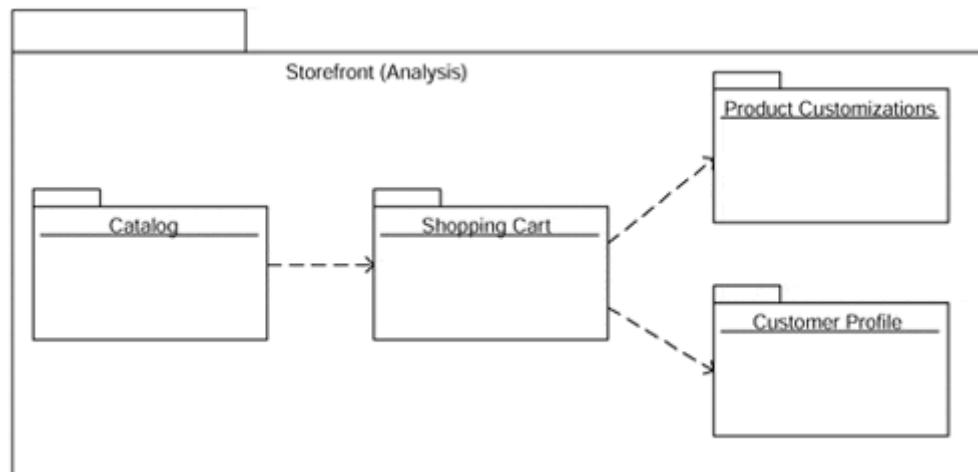 Storefront (Analysis)
Product Customizations
Catalog
Shopping Cart
Customer Profile